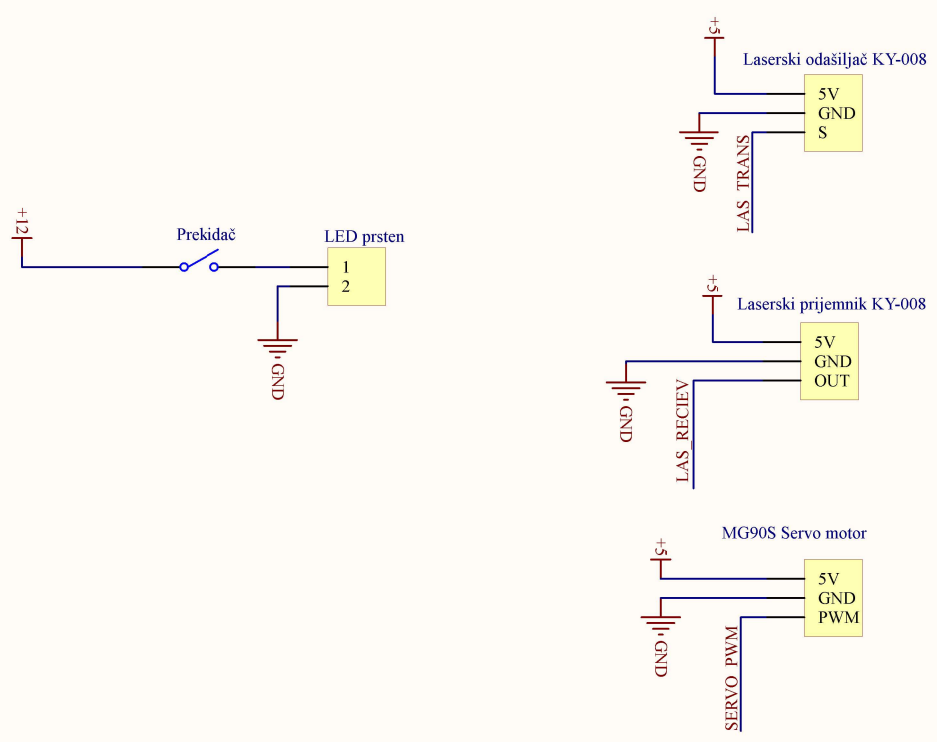 +12
Prekidač
LED prsten
1
2
GND
+5
Laserski odašiljač KY-008
5V
GND
S
GND
LAS_TRANS
+5
Laserski prijemnik KY-008
5V
GND
OUT
GND
LAS_RECIEV
MG90S Servo motor
+5
5V
GND
PWM
GND
SERVO_PWM